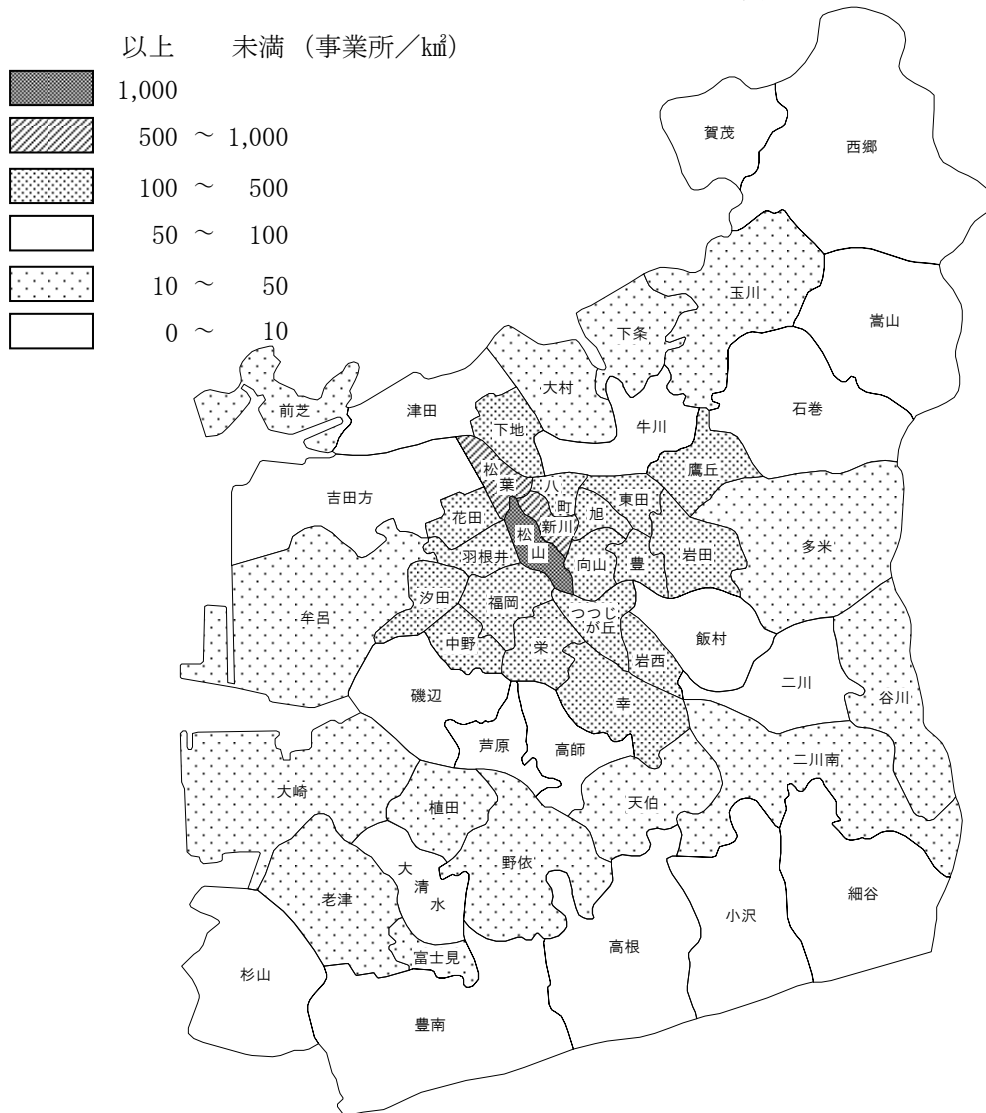 以上 未満 (事業所/k㎡)
1,000
500 ~ 1,000
100 ~ 500
50 ~ 100
10 ~ 50
0 ~ 10
賀茂
西郷
玉川
嵩山
下条
大村
石巻
前芝
津田
牛川
下地
鷹丘
松葉
八町
東田
吉田方
花田
新川
旭
松山
岩田
多米
羽根井
向山
豊
汐田
福岡
つつじが丘
牟呂
中野
栄
岩西
飯村
二川
谷川
磯辺
幸
芦原
高師
二川南
大崎
天伯
植田
野依
大清水
老津
細谷
小沢
高根
富士見
杉山
豊南